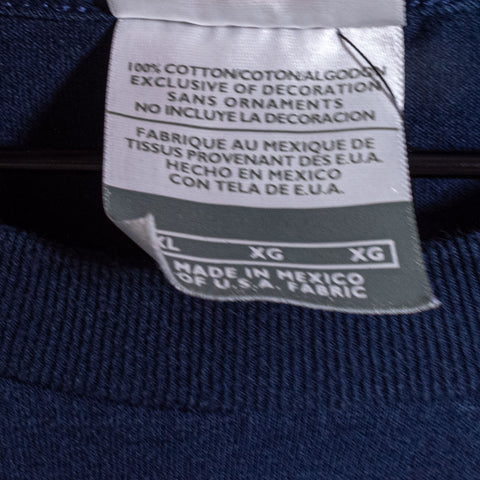 100% COTTON/COTON/ALGODON
EXCLUSIVE OF DECORATION
SANS ORNAMENTS
NO INCLUYE LA DECORACION
FABRIQUE AU MEXIQUE DE
TISSUS PROVENANT DES E.U.A.
HECHO EN MEXICO
CON TELA DE E.U.A.
XL XG XG
MADE IN MEXICO
OF U.S.A. FABRIC